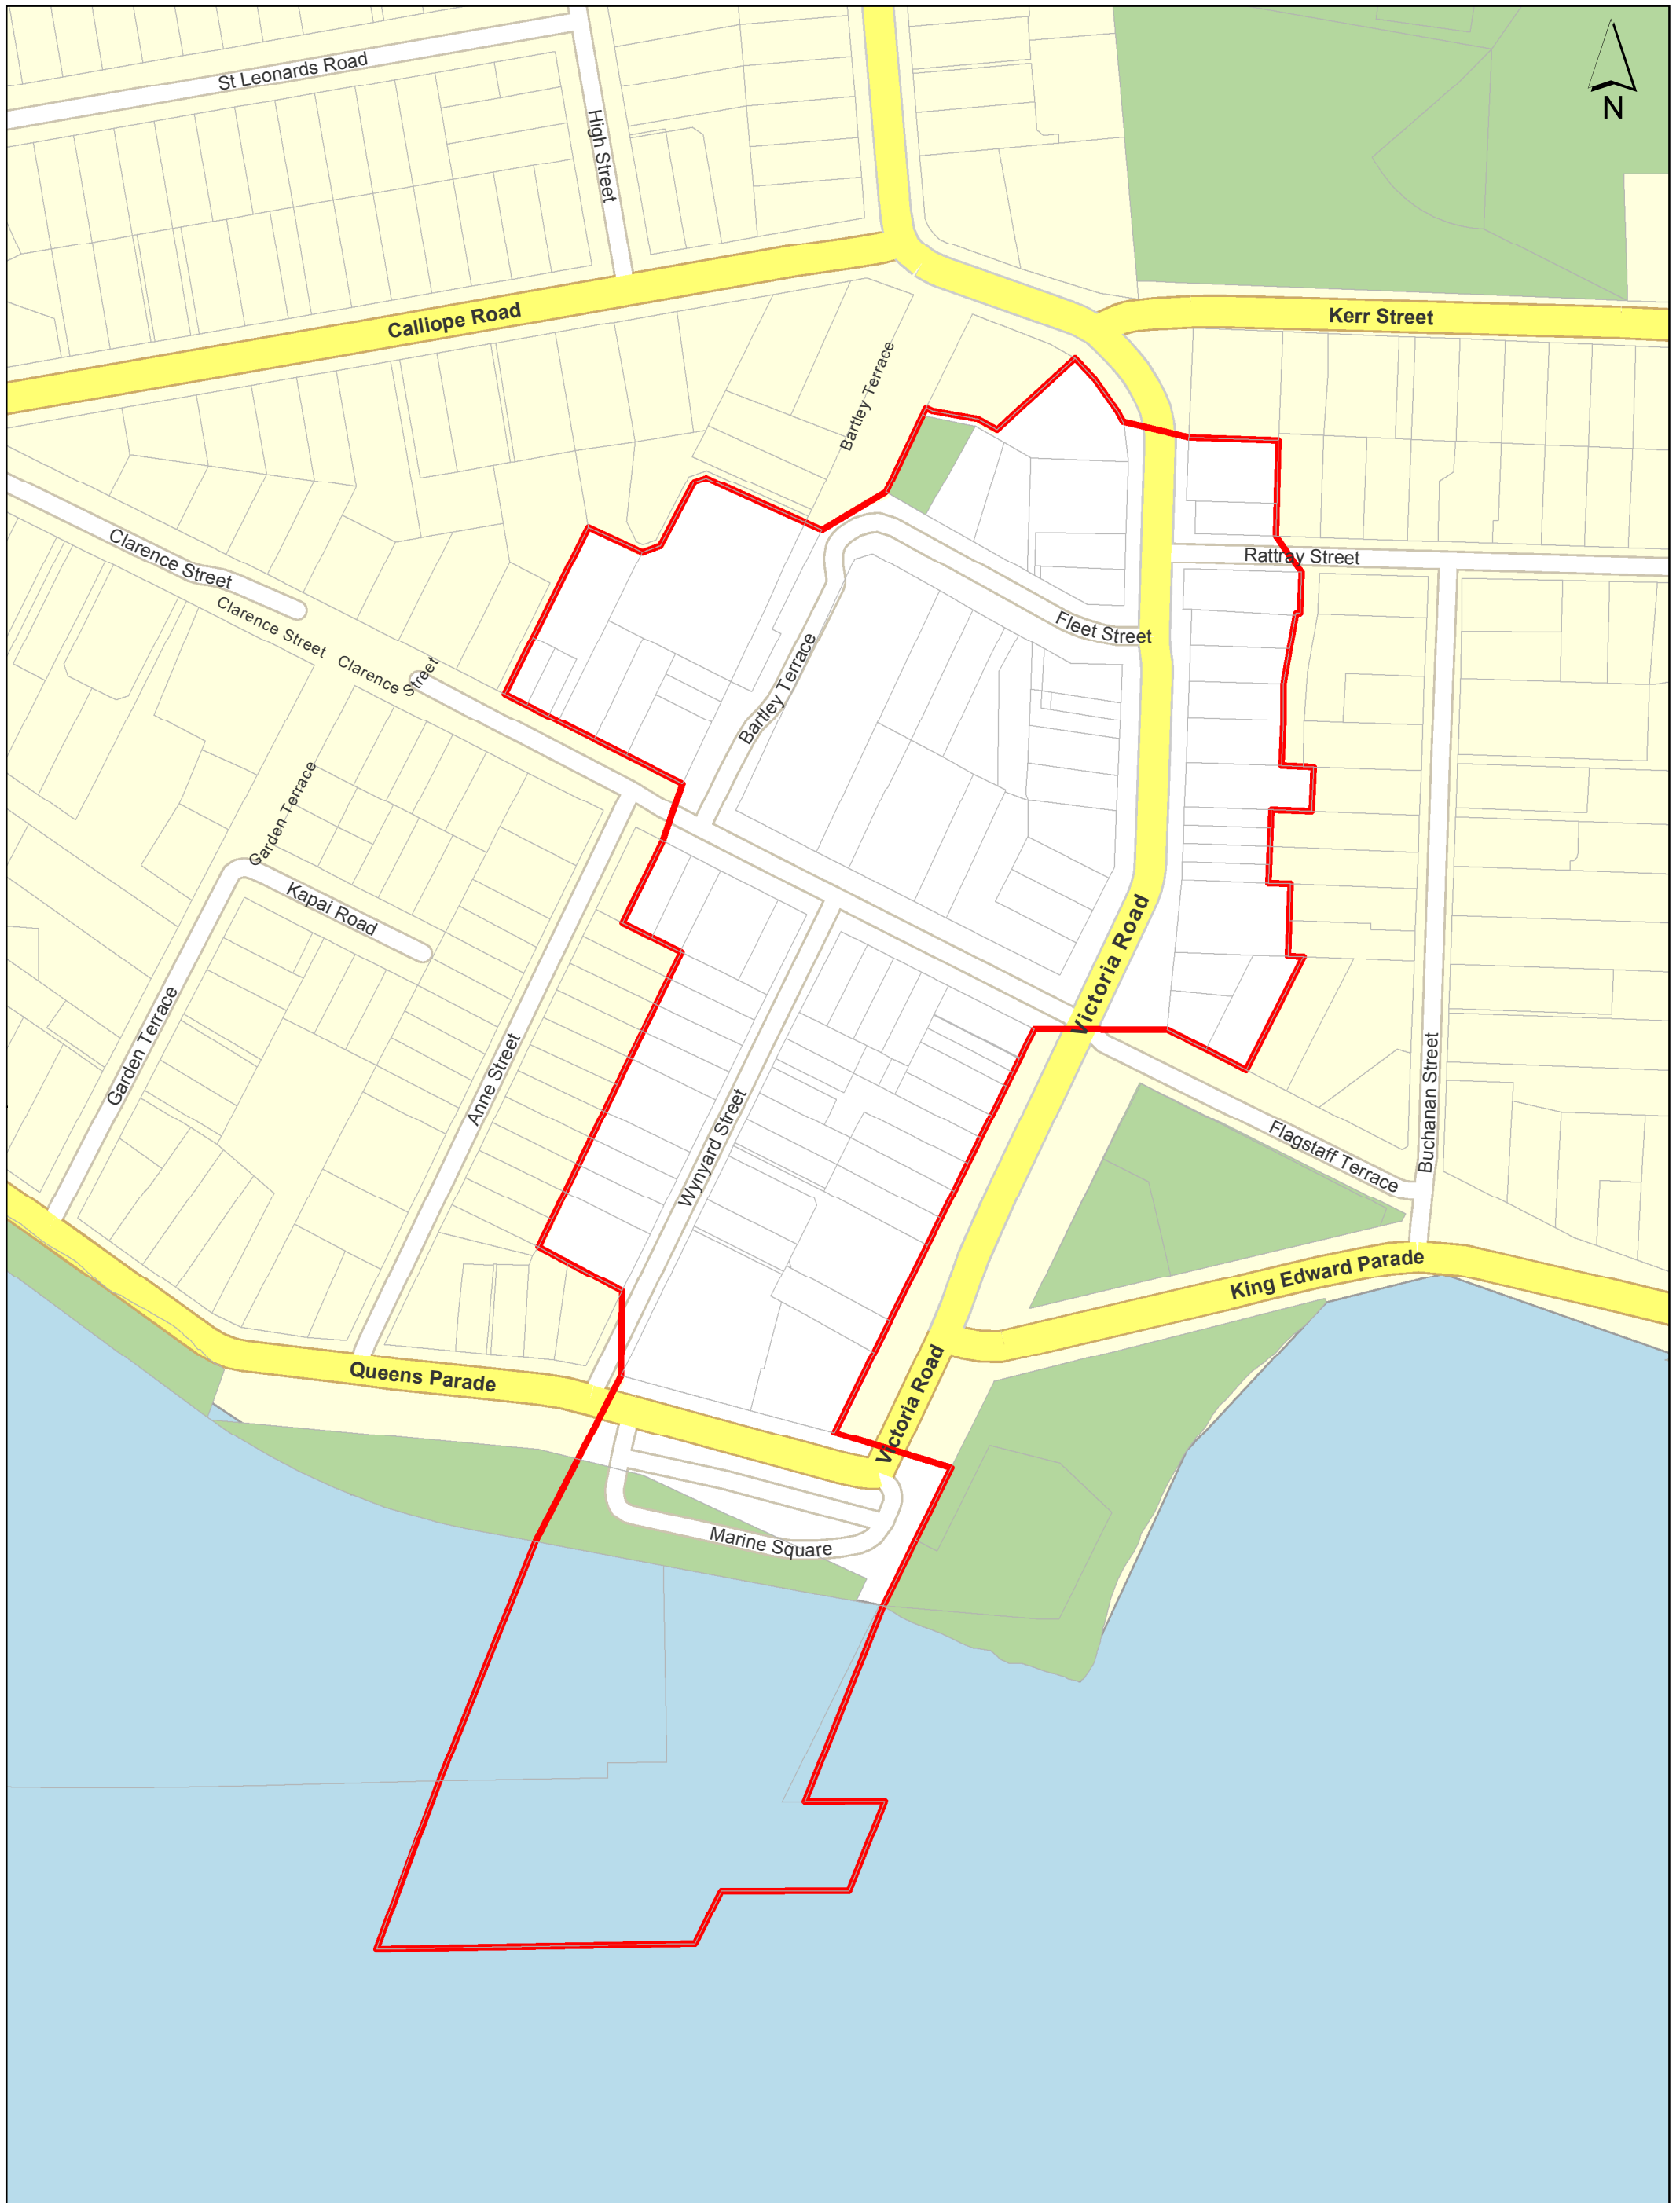 St Leonards Road
High Street
N
Calliope Road
Kerr Street
Bartley Terrace
Clarence Street
Rattray Street
Clarence Street
Clarence Street
Fleet Street
Bartley Terrace
Garden Terrace
Kapai Road
Victoria Road
Garden Terrace
Anne Street
Wynyard Street
Flagstaff Terrace
Buchanan Street
King Edward Parade
Queens Parade
Victoria Road
Marine Square